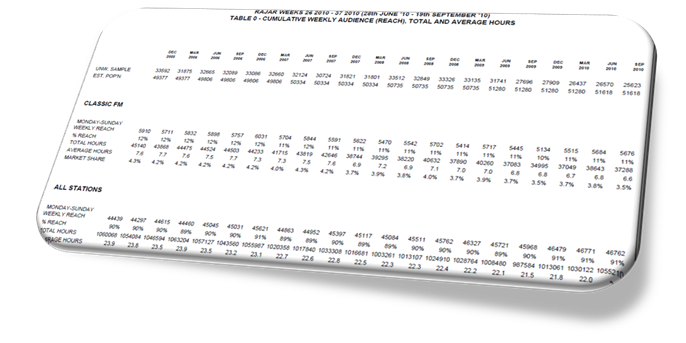 RAJAR WEEKS 26 2010 - 37 2010 (28th JUNE '10 - 19th SEPTEMBER '10)
TABLE 0 - CUMULATIVE WEEKLY AUDIENCE (REACH), TOTAL AND AVERAGE HOURS
DEC MAR JUN SEP DEC MAR JUN SEP DEC MAR JUN SEP DEC MAR JUN SEP DEC MAR JUN SEP
2005 2006 2006 2006 2006 2007 2007 2007 2007 2008 2008 2008 2008 2009 2009 2009 2009 2010 2010 2010
UNW. SAMPLE 33592 31875 32665 32089 33086 32660 32124 30724 31821 31801 33512 32849 33326 33135 31741 27696 27909 26437 26570 25623
EST. POP'N 49377 49377 49806 49806 49806 49806 50334 50334 50334 50334 50735 50735 50735 50735 51280 51280 51280 51280 51618 51618
CLASSIC FM
MONDAY-SUNDAY
WEEKLY REACH 5910 5711 5832 5898 5757 6031 5704 5844 5591 5622 5470 5542 5702 5414 5717 5445 5134 5515 5684 5676
% REACH 12% 12% 12% 12% 12% 12% 11% 12% 11% 11% 11% 11% 11% 11% 11% 11% 10% 11% 11% 11%
TOTAL HOURS 45140 43868 44475 44524 44503 44233 41715 43819 42646 38744 39295 38220 40632 37890 40260 37083 34995 37049 38643 37288
AVERAGE HOURS 7.6 7.7 7.6 7.5 7.7 7.3 7.3 7.5 7.6 6.9 7.2 6.9 7.1 7.0 7.0 6.8 6.8 6.7 6.8 6.6
MARKET SHARE 4.3% 4.2% 4.2% 4.2% 4.2% 4.2% 4.0% 4.3% 4.2% 3.7% 3.9% 3.8% 4.0% 3.7% 3.9% 3.7% 3.5% 3.7% 3.8% 3.5%
ALL STATIONS
MONDAY-SUNDAY
WEEKLY REACH 44439 44297 44615 44460 45045 45031 45621 44863 44952 45397 45117 45084 45511 45762 46327 45721 45968 46479 46771 46762
% REACH 90% 90% 90% 89% 90% 90% 91% 89% 89% 90% 89% 89% 90% 90% 90% 89% 90% 91% 91% 91%
TOTAL HOURS 1060068 1054084 1046594 1063204 1057127 1043560 1055987 1020358 1017840 1033308 1016681 1003261 1013107 1024910 1028764 1008480 987584 1013061 1030122
AGE HOURS 23.9 23.8 23.5 23.9 23.5 23.2 23.1 22.7 22.6 22.8 22.5 22.3 22.3 22.4 22.2 22.1 21.5 21.8 22.0